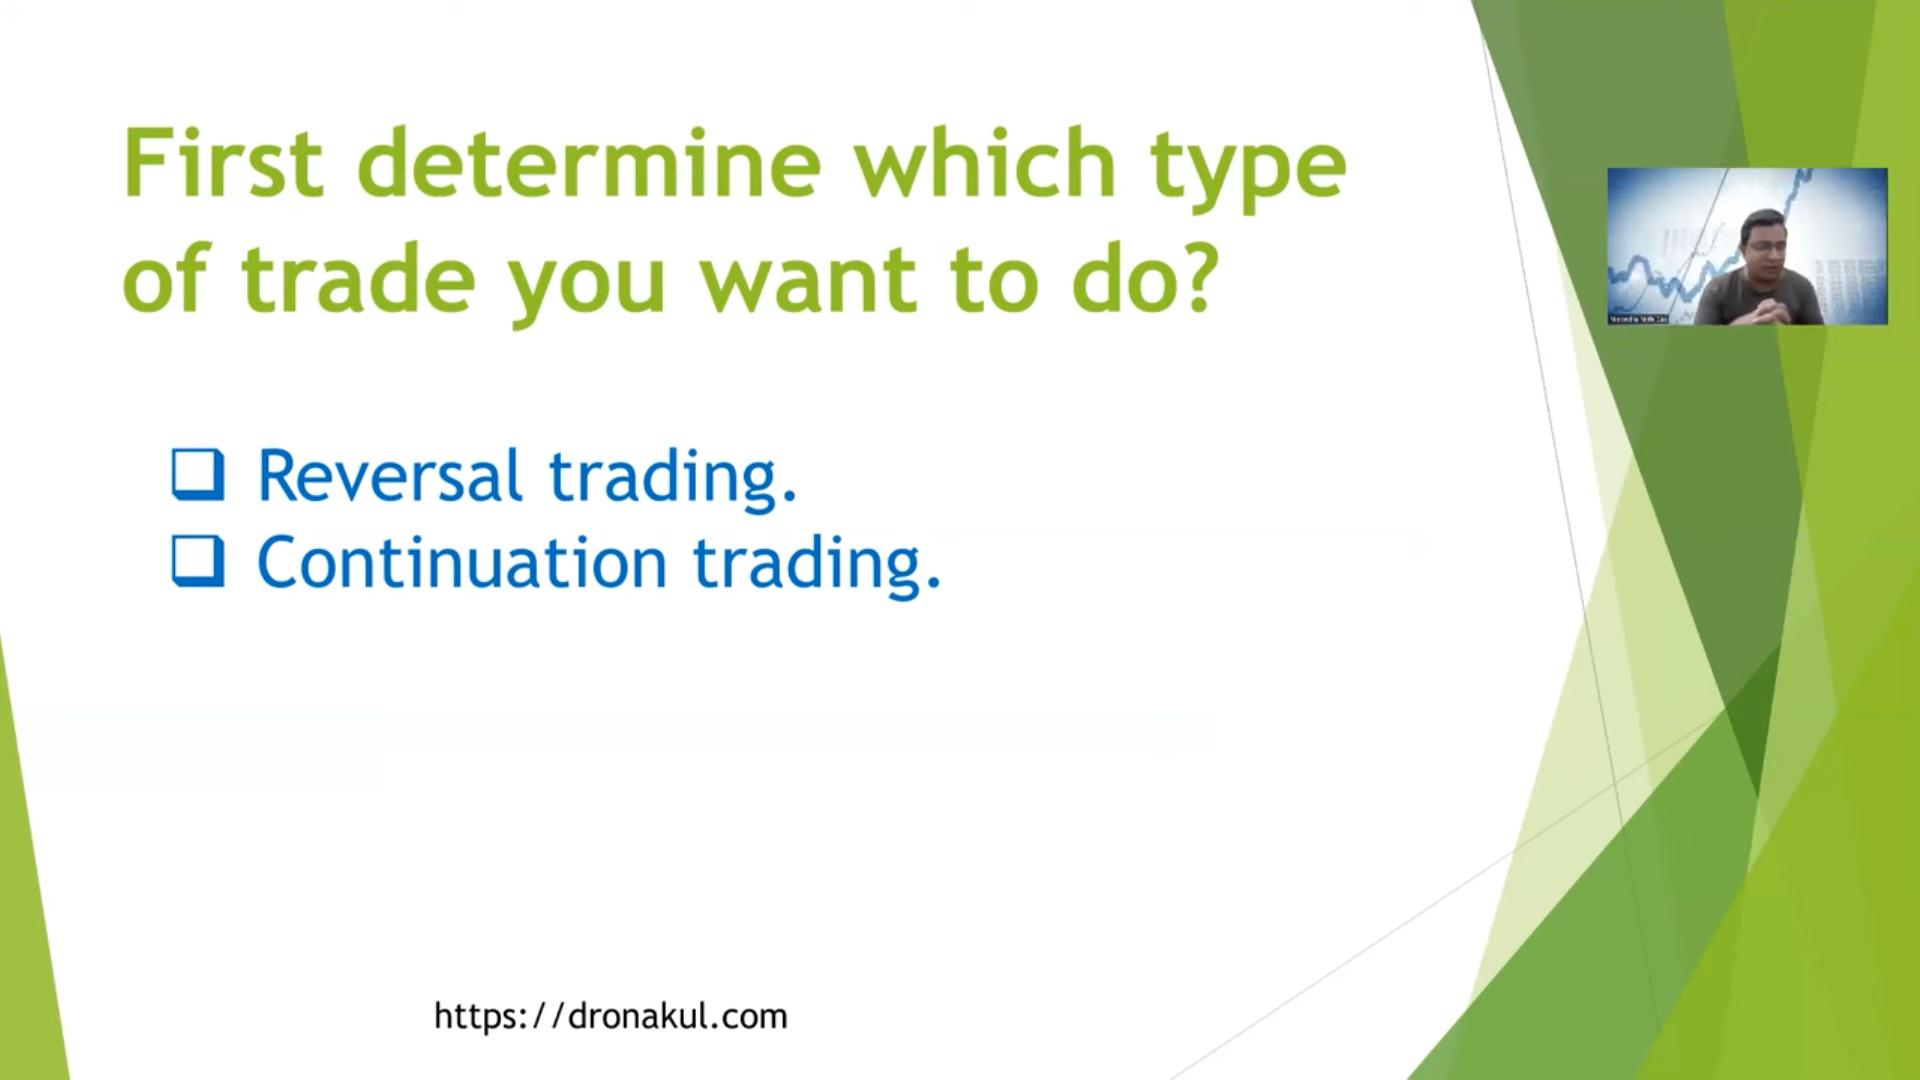 First determine which type
of trade you want to do?
Reversal trading.
Continuation trading.
https://dronakul.com